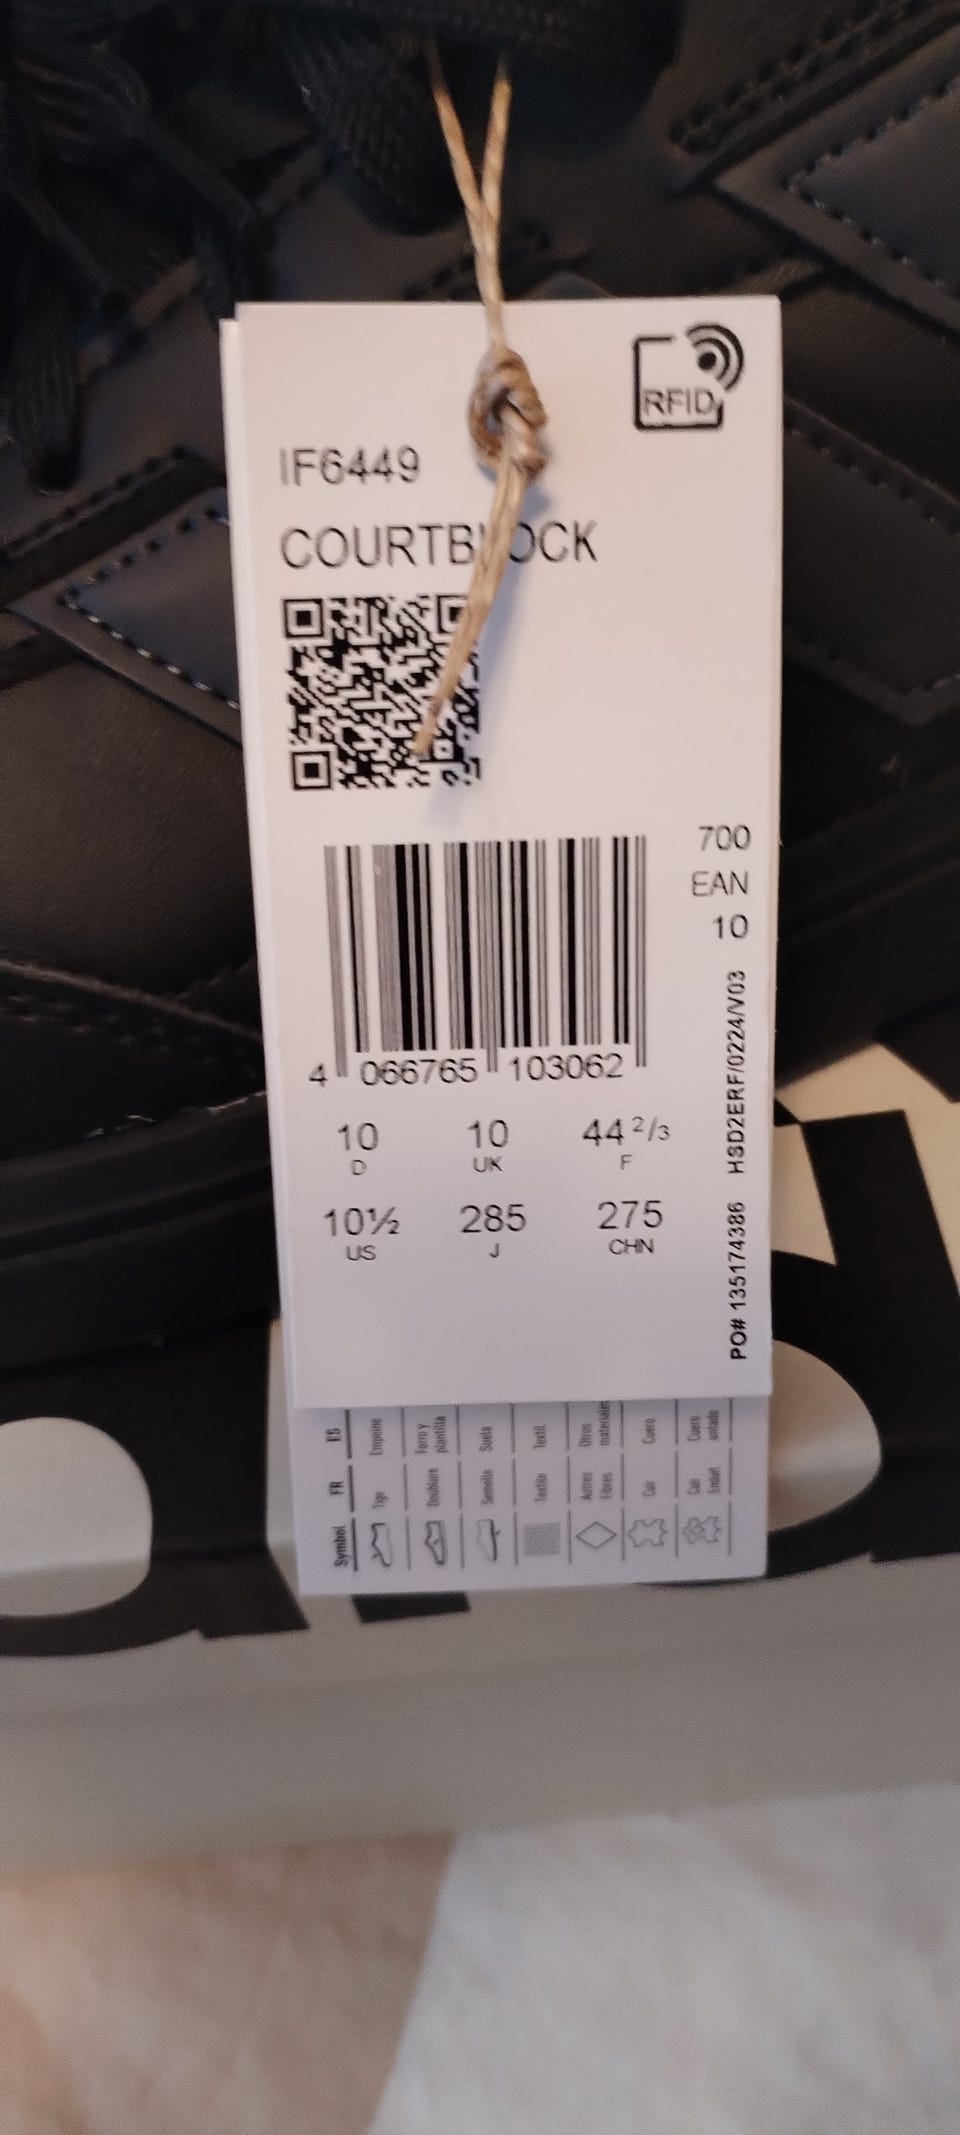 RFID
IF6449
COURTBLOCK
700
EAN
10
4 066765 103062
10 10 44 2/3
D UK F
10½ 285 275
US J CHN
PO# 135174386 HSD2ERF/0224/V03
Symbol FR ES
Tige Empeine
Doublure Forro y plantilla
Semelle Suela
Textile Textil
Autres Fibres Otros materiales
Cuir Cuero
Cuir Enduit Cuero untado